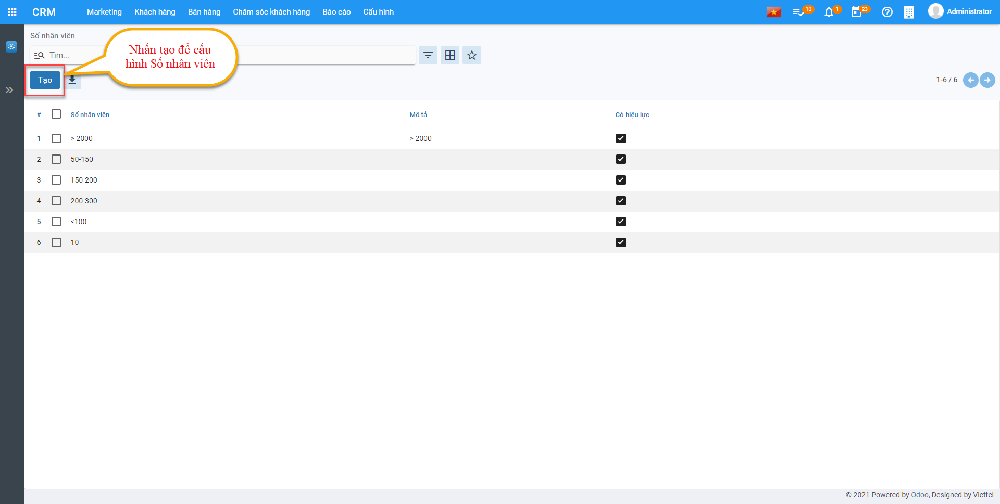 CRM Marketing Khách hàng Bán hàng Chăm sóc khách hàng Báo cáo Cấu hình 10 1 23 Administrator
Số nhân viên
Tìm...
Nhấn tạo để cấu
hình Số nhân viên
Tạo
1-6 / 6
# Số nhân viên Mô tả Có hiệu lực
1 > 2000 > 2000
2 50-150
3 150-200
4 200-300
5 <100
6 10
© 2021 Powered by Odoo, Designed by Viettel